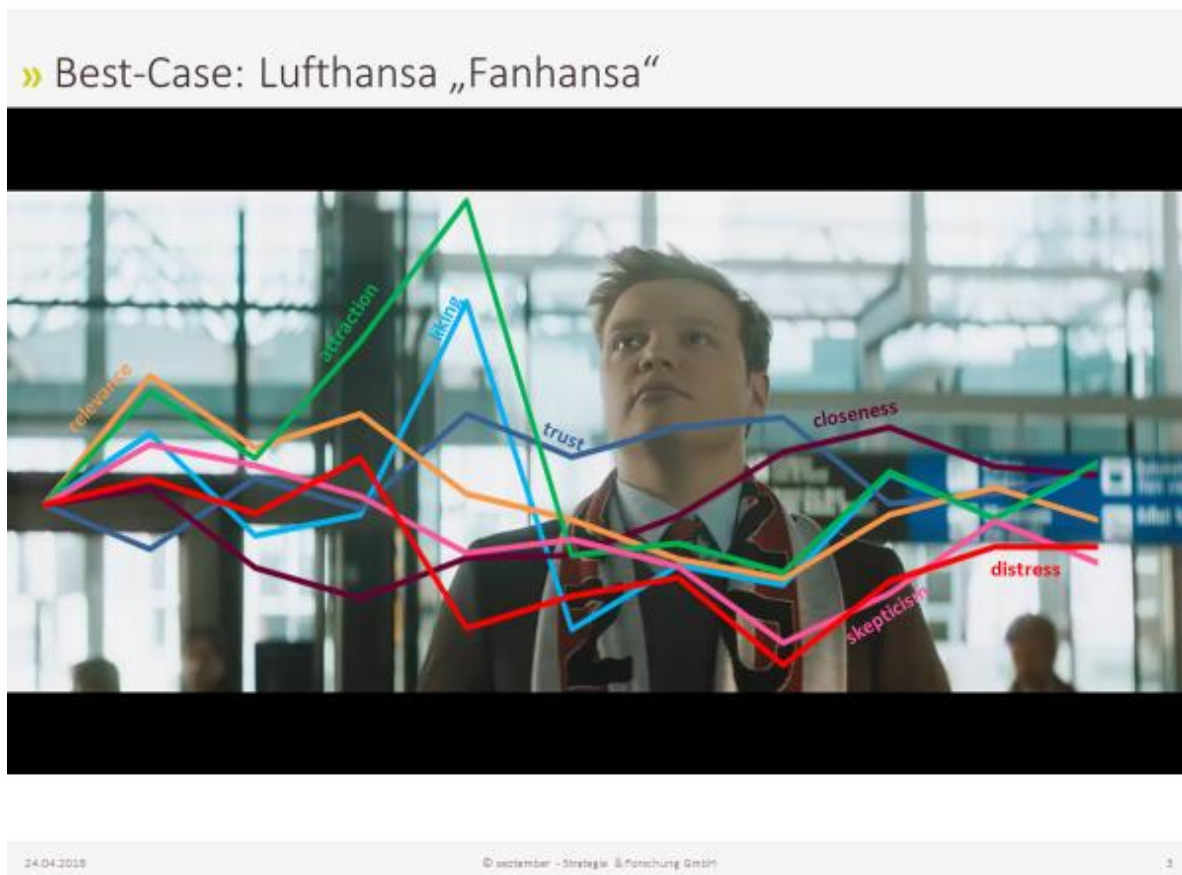 » Best-Case: Lufthansa „Fanhansa“
relevance
attraction
liking
trust
closeness
distress
skepticism
24.04.2018
© september - Strategie & Forschung GmbH
3